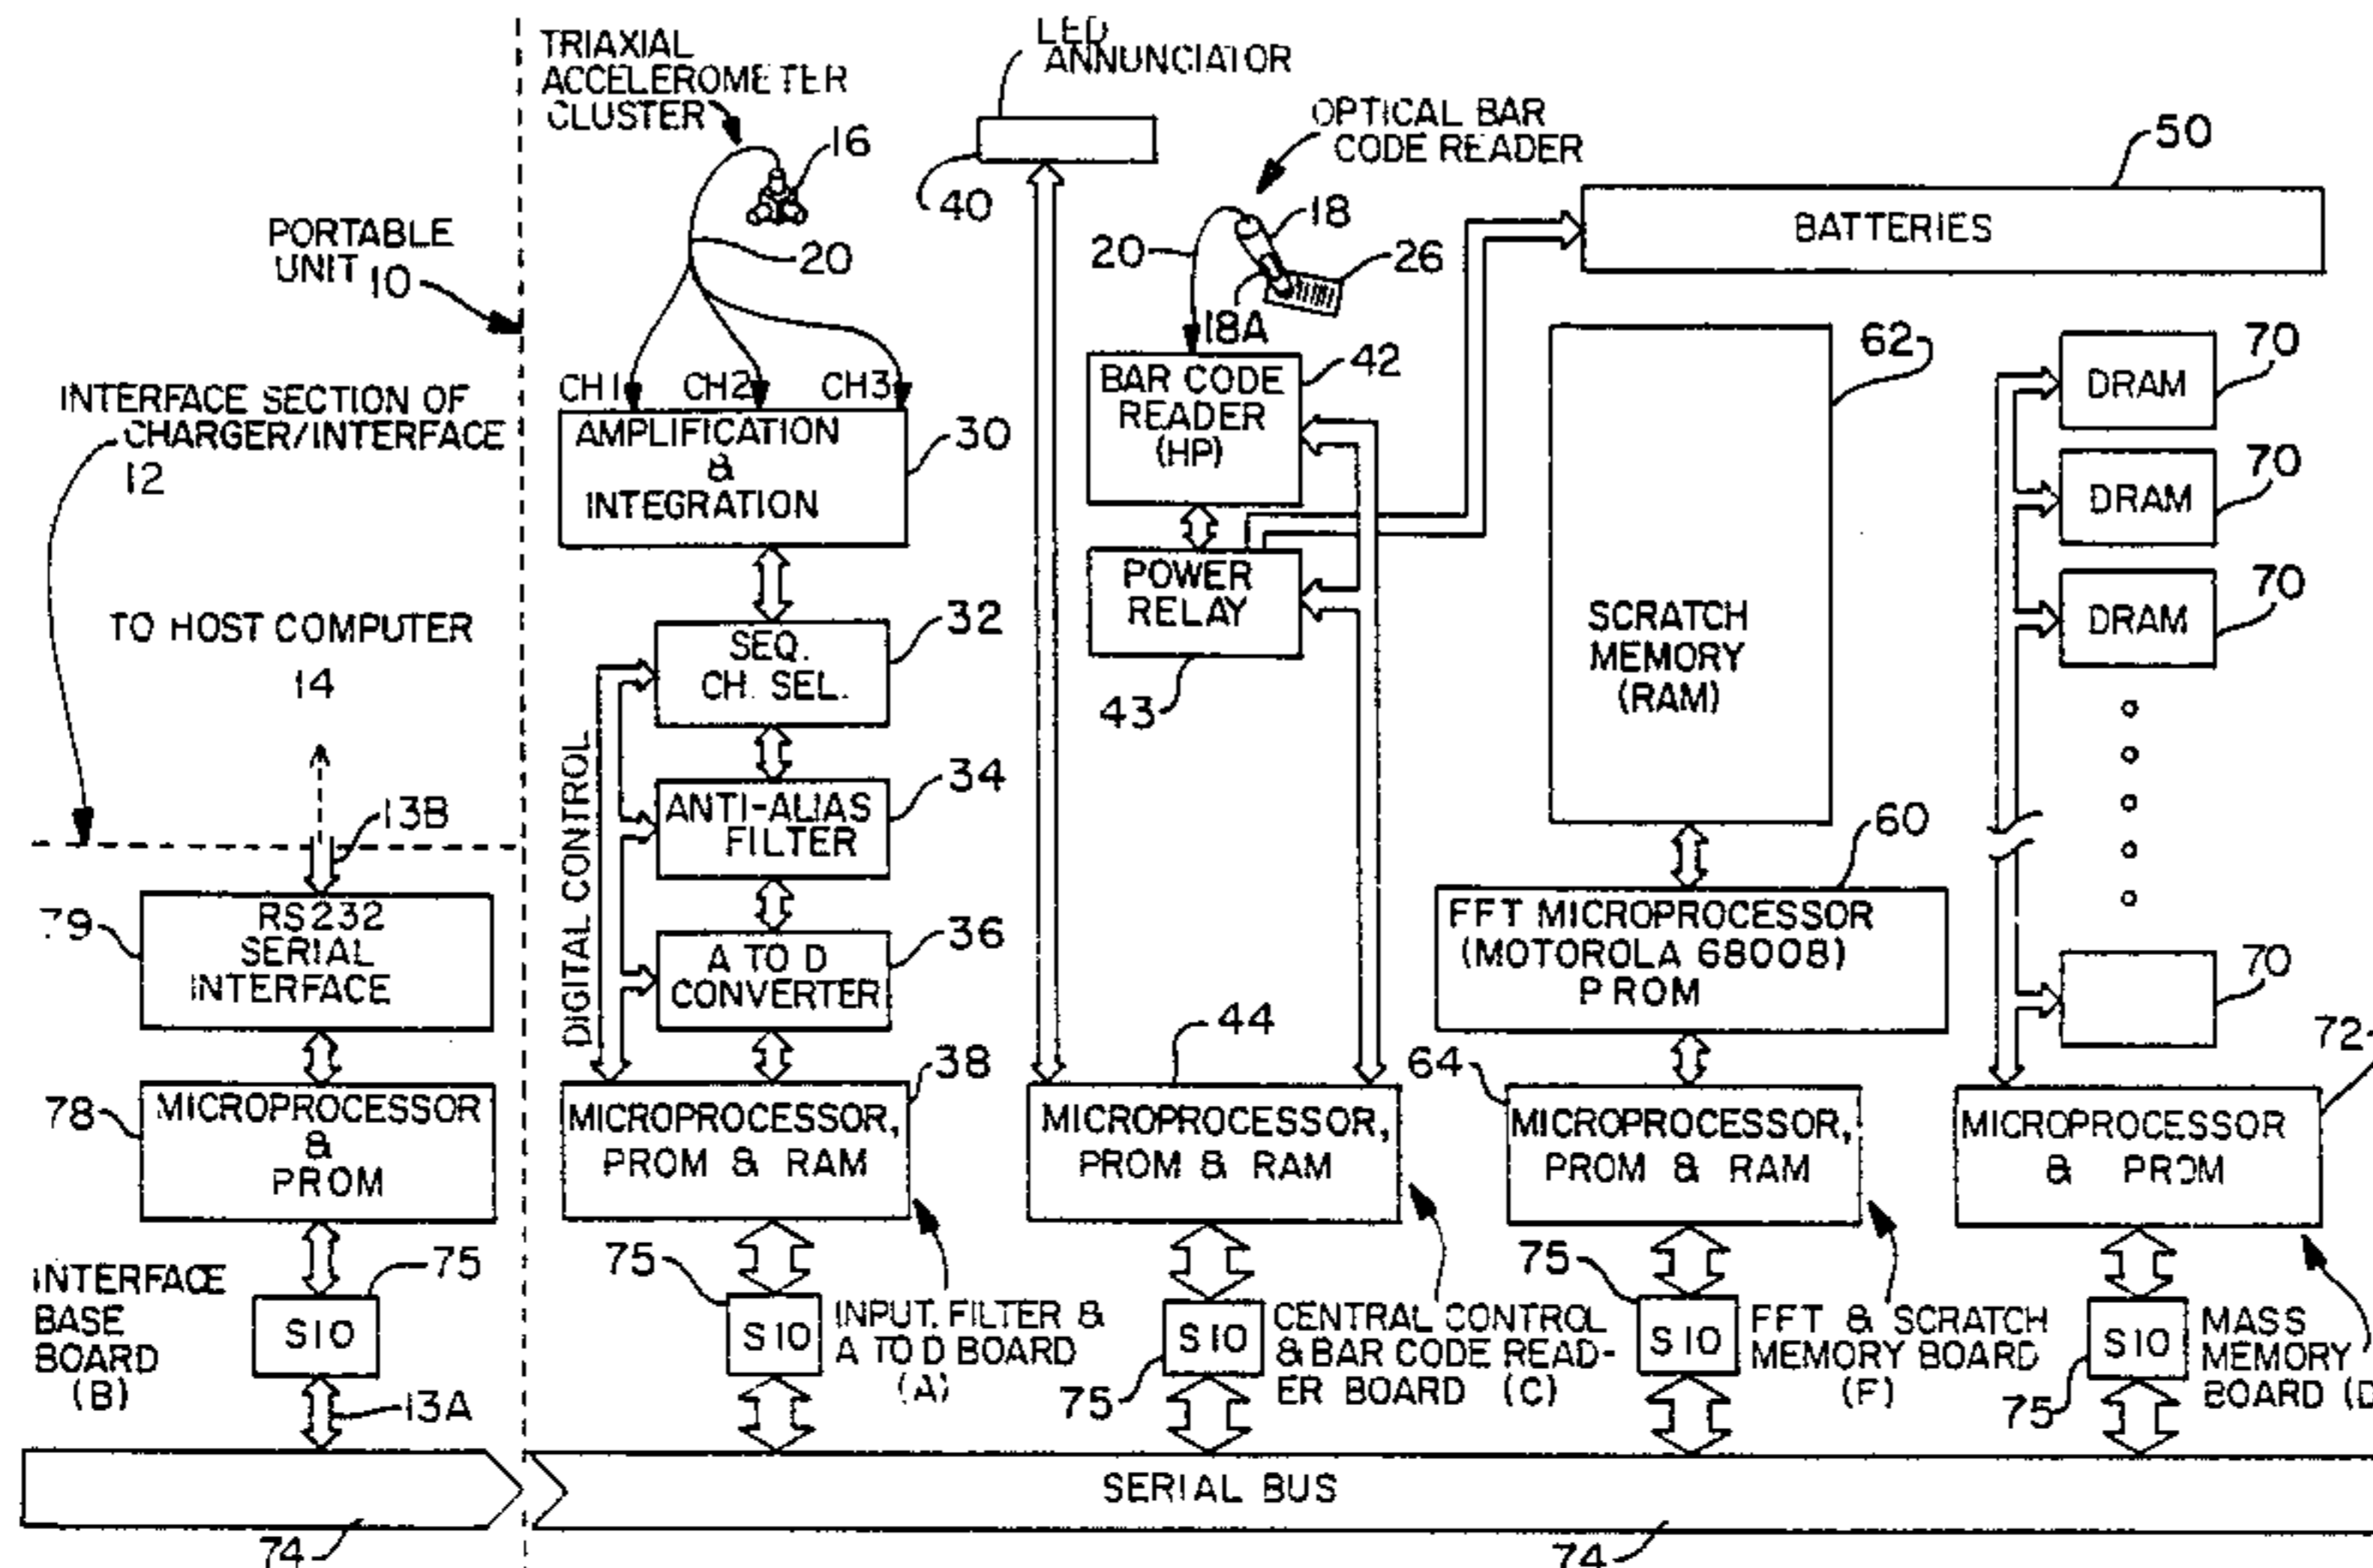 TRIAXIAL
ACCELEROMETER
CLUSTER
16
20
LED
ANNUNCIATOR
40
OPTICAL BAR
CODE READER
18
20
26
18A
50
BATTERIES
PORTABLE
UNIT 10
INTERFACE SECTION OF
CHARGER/INTERFACE
12
TO HOST COMPUTER
14
13B
CH1 CH2 CH3
AMPLIFICATION
&
INTEGRATION
30
SEQ.
CH. SEL.
32
ANTI-ALIAS
FILTER
34
A TO D
CONVERTER
36
DIGITAL CONTROL
BAR CODE
READER
(HP)
42
POWER
RELAY
43
SCRATCH
MEMORY
(RAM)
62
DRAM
70
DRAM
70
DRAM
70
70
FFT MICROPROCESSOR
(MOTOROLA 68008)
PROM
60
79
RS232
SERIAL
INTERFACE
78
MICROPROCESSOR
&
PROM
38
MICROPROCESSOR,
PROM & RAM
44
MICROPROCESSOR,
PROM & RAM
64
MICROPROCESSOR,
PROM & RAM
72
MICROPROCESSOR
& PROM
INTERFACE
BASE
BOARD
(B)
75
SIO
13A
75
SIO
INPUT, FILTER &
A TO D BOARD
(A)
75
SIO
CENTRAL CONTROL
& BAR CODE READ-
ER BOARD (C)
75
SIO
FFT & SCRATCH
MEMORY BOARD
(F)
75
SIO
MASS
MEMORY
BOARD (D
SERIAL BUS
74
74